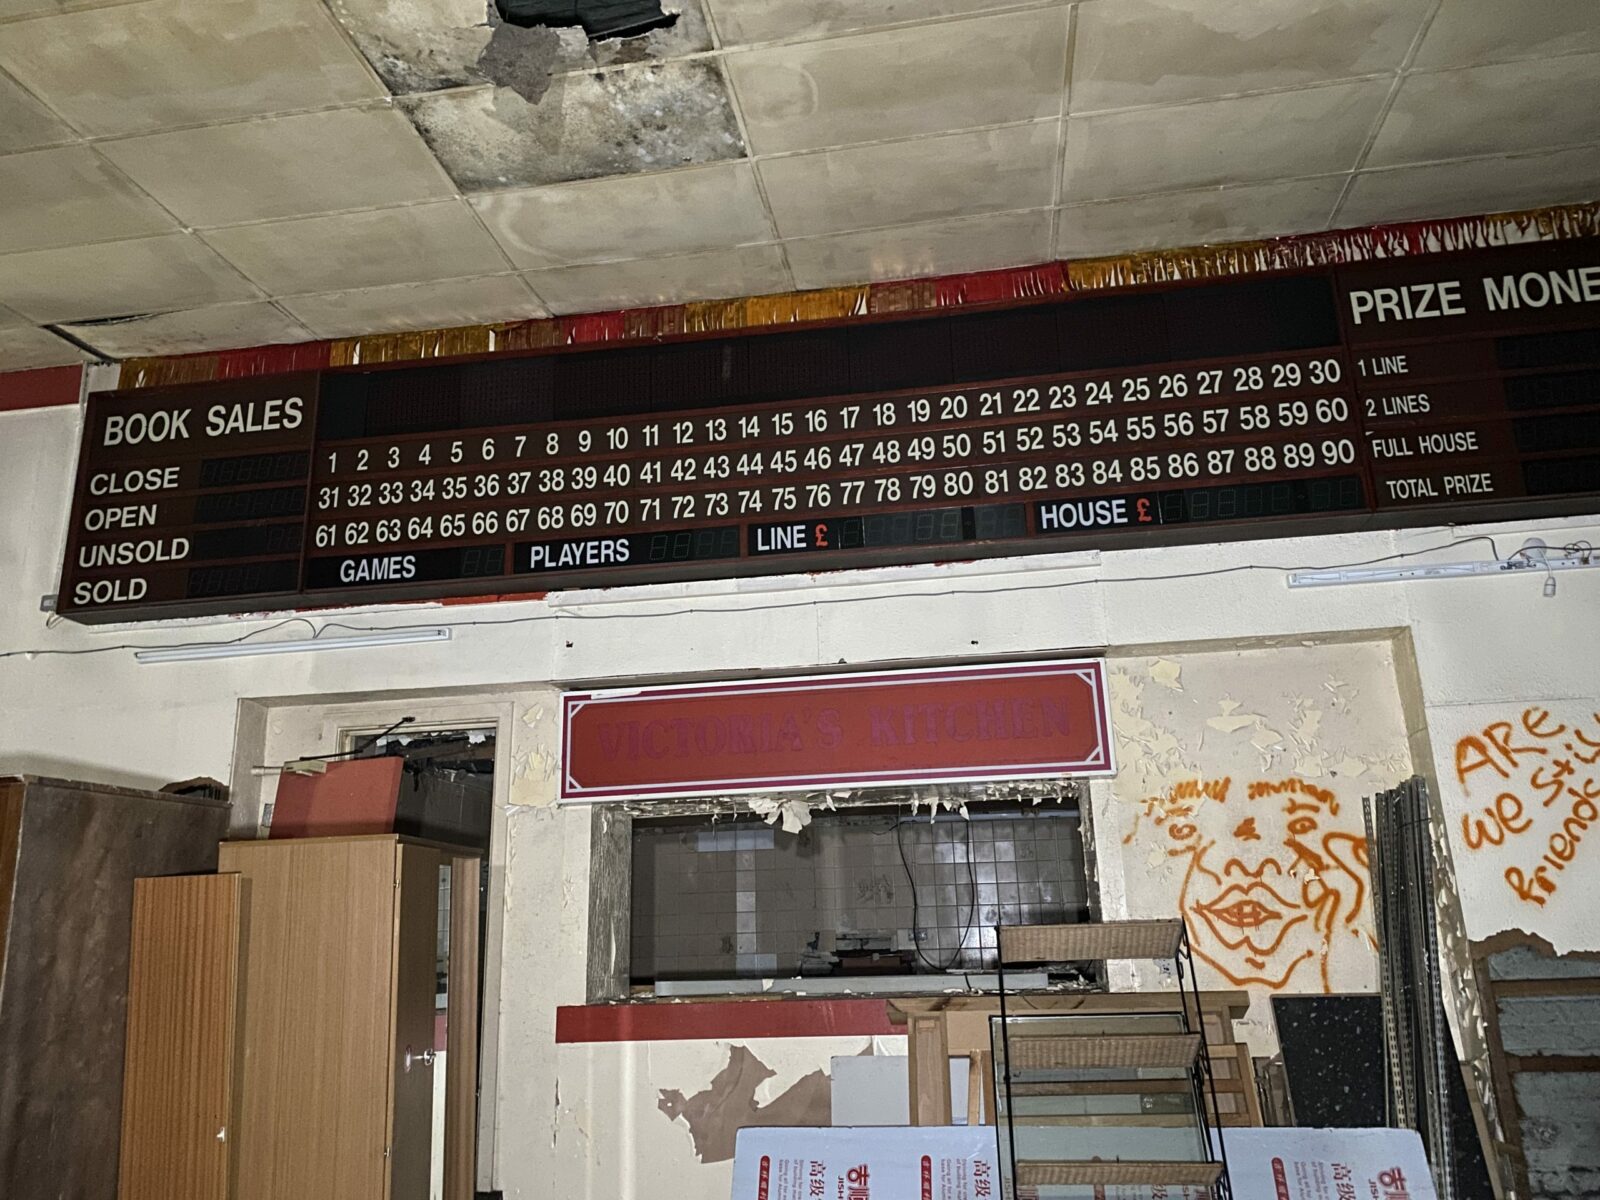 BOOK SALES
CLOSE
OPEN
UNSOLD
SOLD
1 2 3 4 5 6 7 8 9 10 11 12 13 14 15 16 17 18 19 20 21 22 23 24 25 26 27 28 29 30
31 32 33 34 35 36 37 38 39 40 41 42 43 44 45 46 47 48 49 50 51 52 53 54 55 56 57 58 59 60
61 62 63 64 65 66 67 68 69 70 71 72 73 74 75 76 77 78 79 80 81 82 83 84 85 86 87 88 89 90
GAMES PLAYERS LINE £ HOUSE £
PRIZE MONE
1 LINE
2 LINES
FULL HOUSE
TOTAL PRIZE
VICTORIA'S KITCHEN
ARE
we still
friends
高级
高级